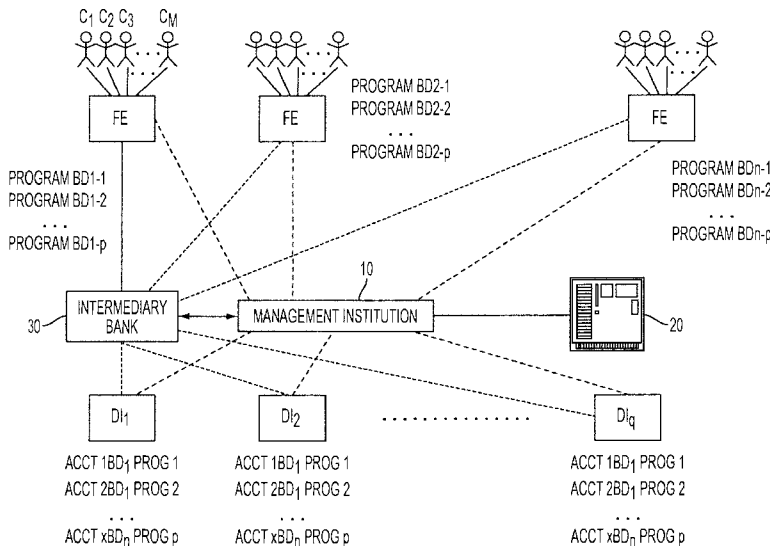 C1 C2 C3 ... CM
FE
FE
FE
PROGRAM BD2-1
PROGRAM BD2-2
...
PROGRAM BD2-p
PROGRAM BD1-1
PROGRAM BD1-2
...
PROGRAM BD1-p
PROGRAM BDn-1
PROGRAM BDn-2
...
PROGRAM BDn-p
10
30
INTERMEDIARY
BANK
MANAGEMENT INSTITUTION
20
DI1
DI2
DIq
ACCT 1BD1 PROG 1
ACCT 2BD1 PROG 2
...
ACCT xBDn PROG p
ACCT 1BD1 PROG 1
ACCT 2BD1 PROG 2
...
ACCT xBDn PROG p
ACCT 1BD1 PROG 1
ACCT 2BD1 PROG 2
...
ACCT xBDn PROG p